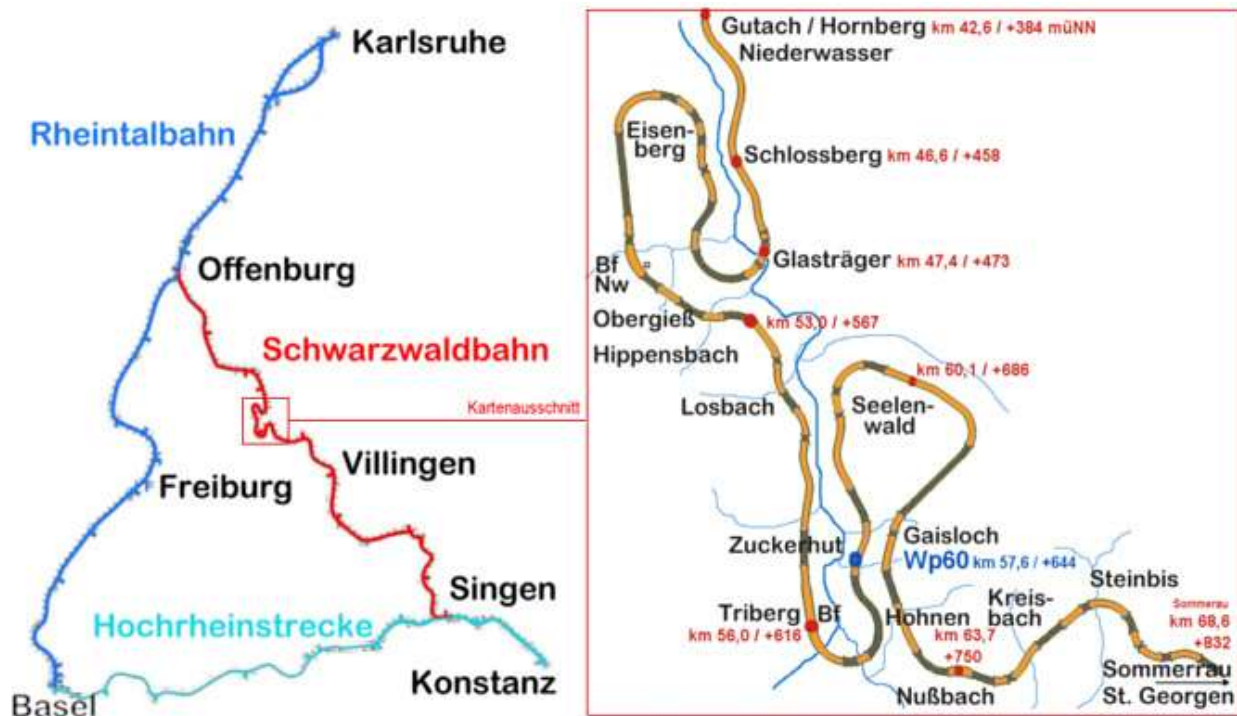 Karlsruhe
Rheintalbahn
Offenburg
Schwarzwaldbahn
Kartenausschnitt
Villingen
Freiburg
Singen
Hochrheinstrecke
Konstanz
Basel
Gutach / Hornberg km 42,6 / +384 müNN
Niederwasser
Eisen-
berg
Schlossberg km 46,6 / +458
Glasträger km 47,4 / +473
Bf
Nw
Obergieß
km 53,0 / +567
Hippensbach
km 60,1 / +686
Losbach
Seelen-
wald
Zuckerhut
Gaisloch
Wp60 km 57,6 / +644
Steinbis
Triberg Bf
km 56,0 / +616
Hohnen
Kreis-
bach
km 63,7
+750
Nußbach
Sommerau
km 68,6
+832
Sommerrau
St. Georgen